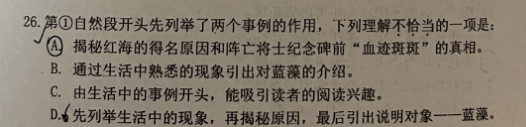 26. 第①自然段开头先列举了两个事例的作用，下列理解不恰当的一项是：
A 揭秘红海的得名原因和阵亡将士纪念碑前“血迹斑斑”的真相。
B. 通过生活中熟悉的现象引出对蓝藻的介绍。
C. 由生活中的事例开头，能吸引读者的阅读兴趣。
D. 先列举生活中的现象，再揭秘原因，最后引出说明对象——蓝藻。